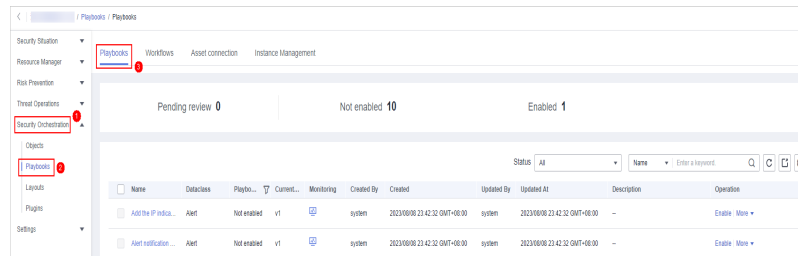 / Playbooks / Playbooks
Security Situation
Resource Manager
Risk Prevention
Threat Operations
Security Orchestration
1
Objects
Playbooks
2
Layouts
Plugins
Settings
Playbooks Workflows Asset connection Instance Management
3
Pending review 0 Not enabled 10 Enabled 1
Status All Name Enter a keyword.
Name Dataclass Playbo... Current... Monitoring Created By Created Updated By Updated At Description Operation
Add the IP indica... Alert Not enabled v1 system 2023/08/08 23:42:32 GMT+08:00 system 2023/08/08 23:42:32 GMT+08:00 -- Enable More
Alert notification ... Alert Not enabled v1 system 2023/08/08 23:42:32 GMT+08:00 system 2023/08/08 23:42:32 GMT+08:00 -- Enable More